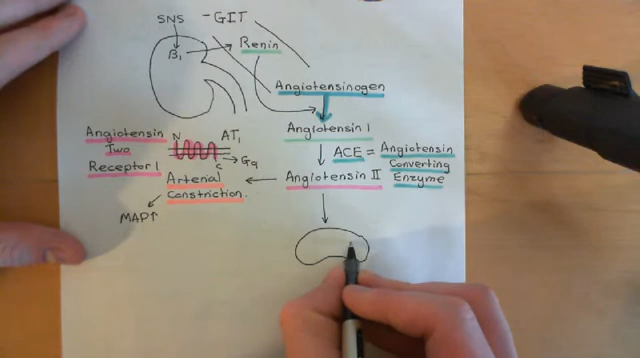 SNS
-GIT
β1
Renin
Angiotensinogen
Angiotensin I
ACE = Angiotensin
Converting
Enzyme
Angiotensin
Two
Receptor 1
N
AT1
C
Gq
Angiotensin II
Arterial
Constriction.
MAP↑